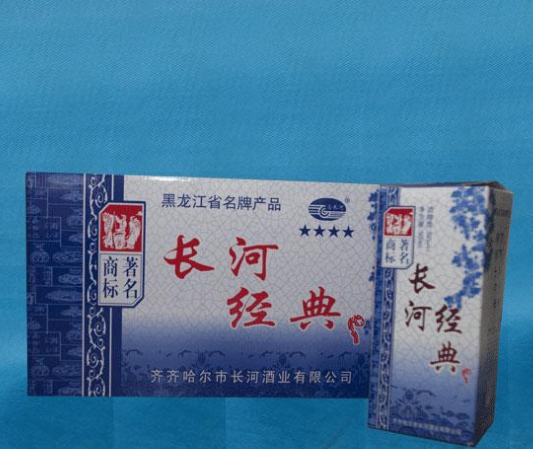 黑龙江省名牌产品
★★★★
著名
商标
长河
经典
齐齐哈尔市长河酒业有限公司
著名
商标
长河
经典